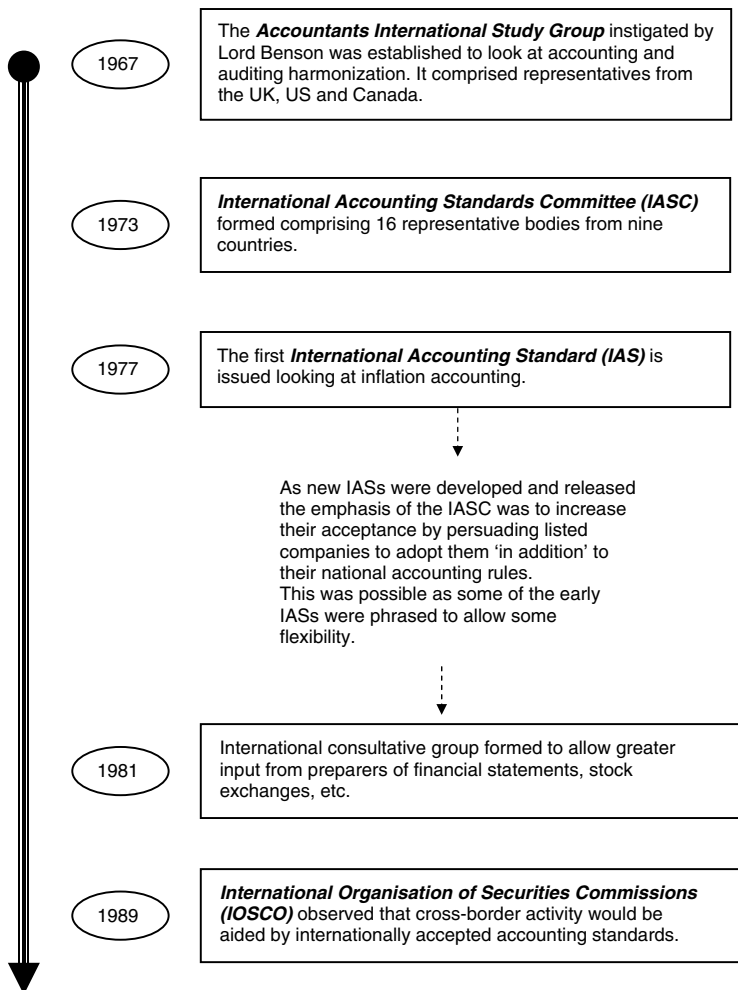 1967
The Accountants International Study Group instigated by
Lord Benson was established to look at accounting and
auditing harmonization. It comprised representatives from
the UK, US and Canada.
1973
International Accounting Standards Committee (IASC)
formed comprising 16 representative bodies from nine
countries.
1977
The first International Accounting Standard (IAS) is
issued looking at inflation accounting.
As new IASs were developed and released
the emphasis of the IASC was to increase
their acceptance by persuading listed
companies to adopt them ‘in addition’ to
their national accounting rules.
This was possible as some of the early
IASs were phrased to allow some
flexibility.
1981
International consultative group formed to allow greater
input from preparers of financial statements, stock
exchanges, etc.
1989
International Organisation of Securities Commissions
(IOSCO) observed that cross-border activity would be
aided by internationally accepted accounting standards.